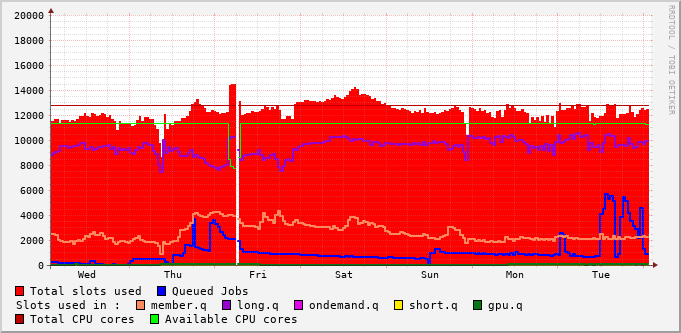 20000
18000
16000
14000
12000
10000
8000
6000
4000
2000
0
Wed Thu Fri Sat Sun Mon Tue
RRDTOOL / TOBI OETIKER
Total slots used Queued Jobs
Slots used in : member.q long.q ondemand.q short.q gpu.q
Total CPU cores Available CPU cores